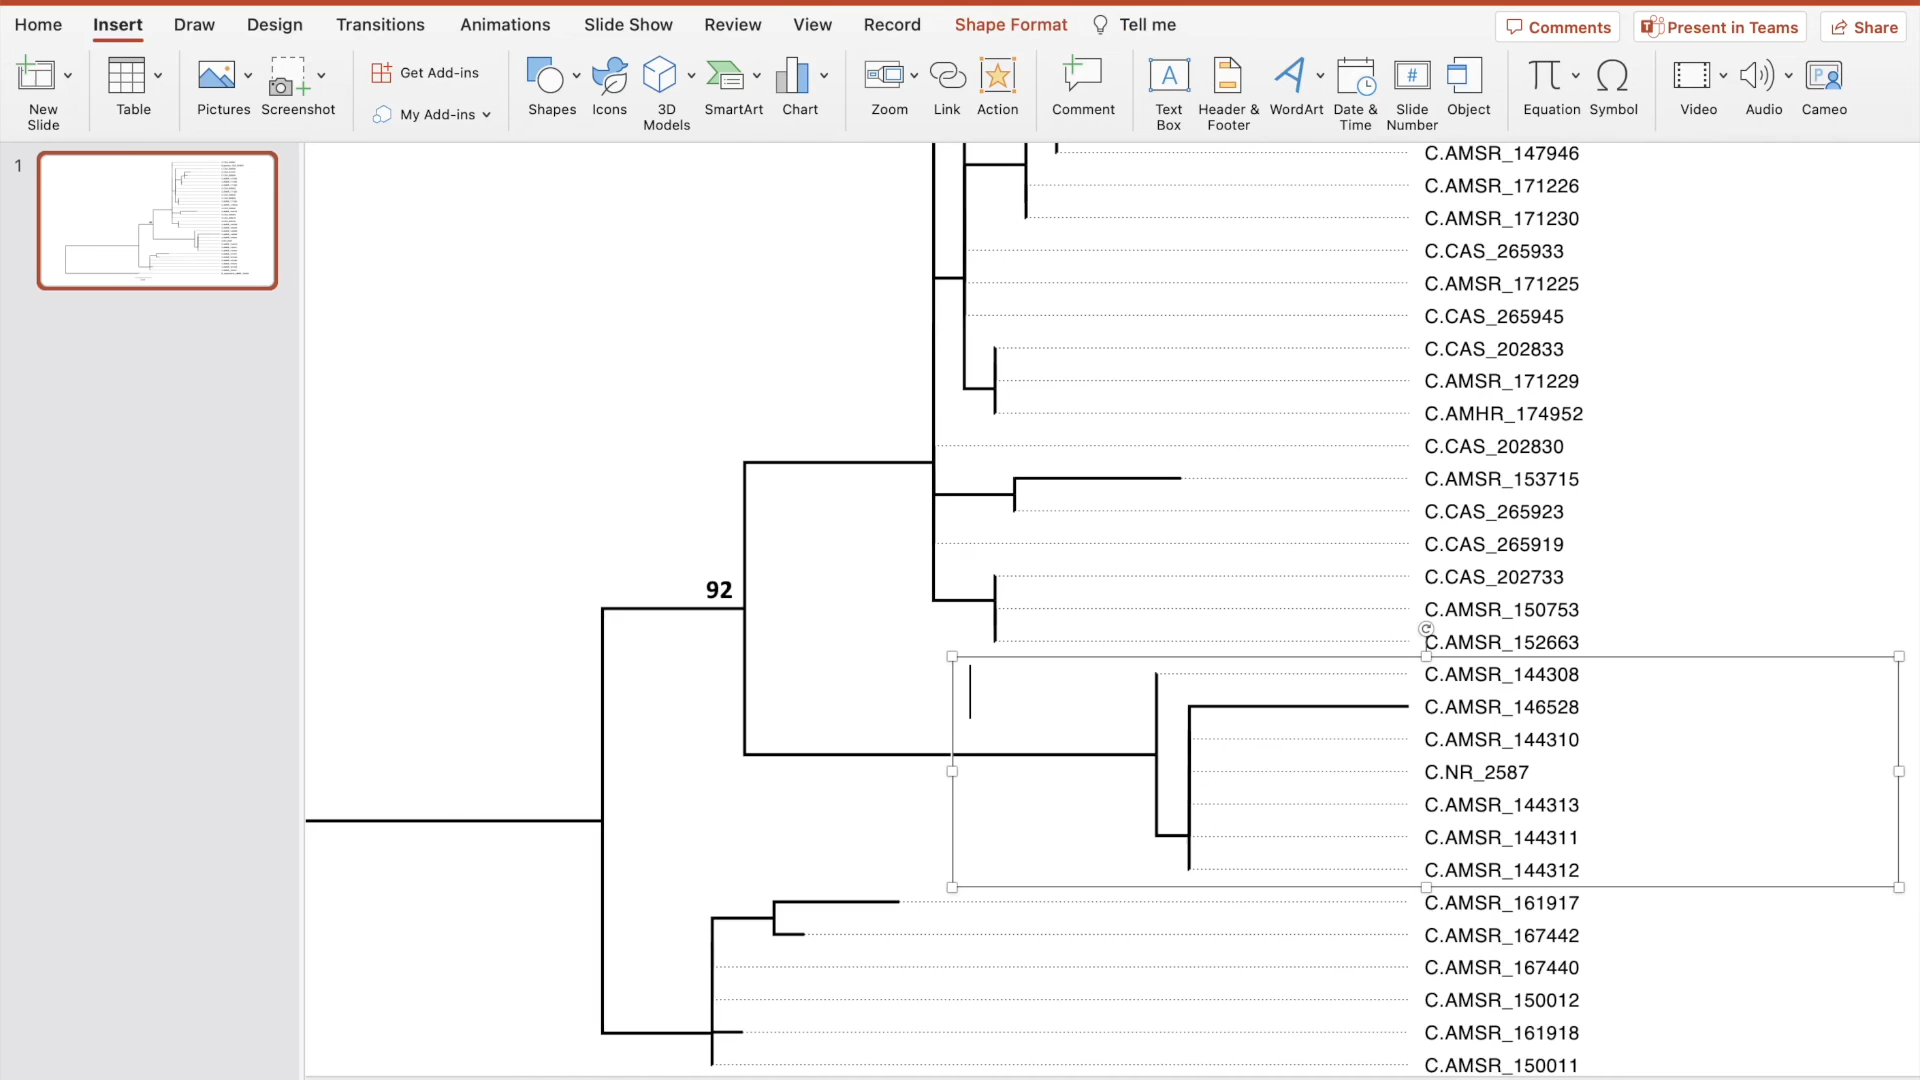 Home Insert Draw Design Transitions Animations Slide Show Review View Record Shape Format Tell me Comments Present in Teams Share
New Slide
Table
Pictures
Screenshot
Get Add-ins
My Add-ins
Shapes
Icons
3D Models
SmartArt
Chart
Zoom
Link
Action
Comment
Text Box
Header & Footer
WordArt
Date & Time
Slide Number
Object
Equation
Symbol
Video
Audio
Cameo
1
C.AMSR_147946
C.AMSR_171226
C.AMSR_171230
C.CAS_265933
C.AMSR_171225
C.CAS_265945
C.CAS_202833
C.AMSR_171229
C.AMHR_174952
C.CAS_202830
C.AMSR_153715
C.CAS_265923
C.CAS_265919
C.CAS_202733
92
C.AMSR_150753
C.AMSR_152663
C.AMSR_144308
C.AMSR_146528
C.AMSR_144310
C.NR_2587
C.AMSR_144313
C.AMSR_144311
C.AMSR_144312
C.AMSR_161917
C.AMSR_167442
C.AMSR_167440
C.AMSR_150012
C.AMSR_161918
C.AMSR_150011